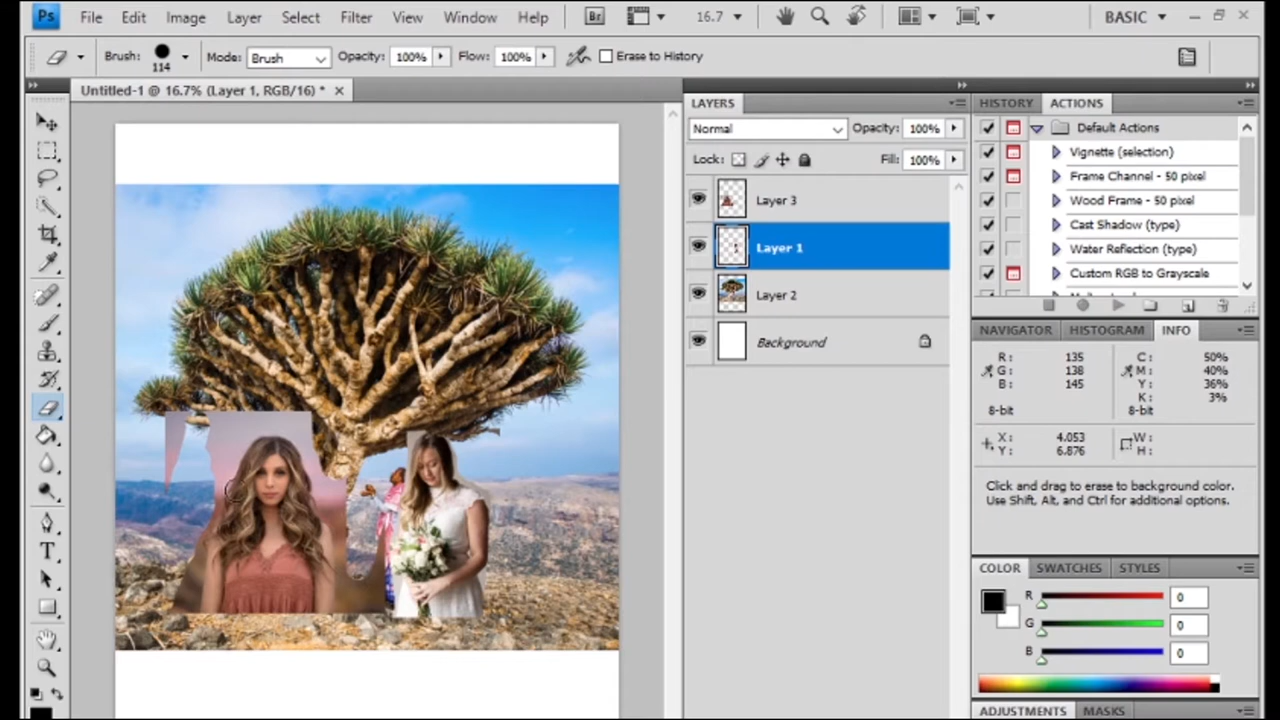 Ps File Edit Image Layer Select Filter View Window Help Br 16.7 BASIC
Brush: 114 Mode: Brush Opacity: 100% Flow: 100% Erase to History
Untitled-1 @ 16.7% (Layer 1, RGB/16) *
LAYERS
Normal Opacity: 100%
Lock: Fill: 100%
Layer 3
Layer 1
Layer 2
Background
HISTORY ACTIONS
Default Actions
Vignette (selection)
Frame Channel - 50 pixel
Wood Frame - 50 pixel
Cast Shadow (type)
Water Reflection (type)
Custom RGB to Grayscale
NAVIGATOR HISTOGRAM INFO
R: 135 C: 50%
G: 138 M: 40%
B: 145 Y: 36%
K: 3%
8-bit 8-bit
X: 4.053 W:
Y: 6.876 H:
Click and drag to erase to background color.
Use Shift, Alt, and Ctrl for additional options.
COLOR SWATCHES STYLES
R 0
G 0
B 0
ADJUSTMENTS MASKS
T